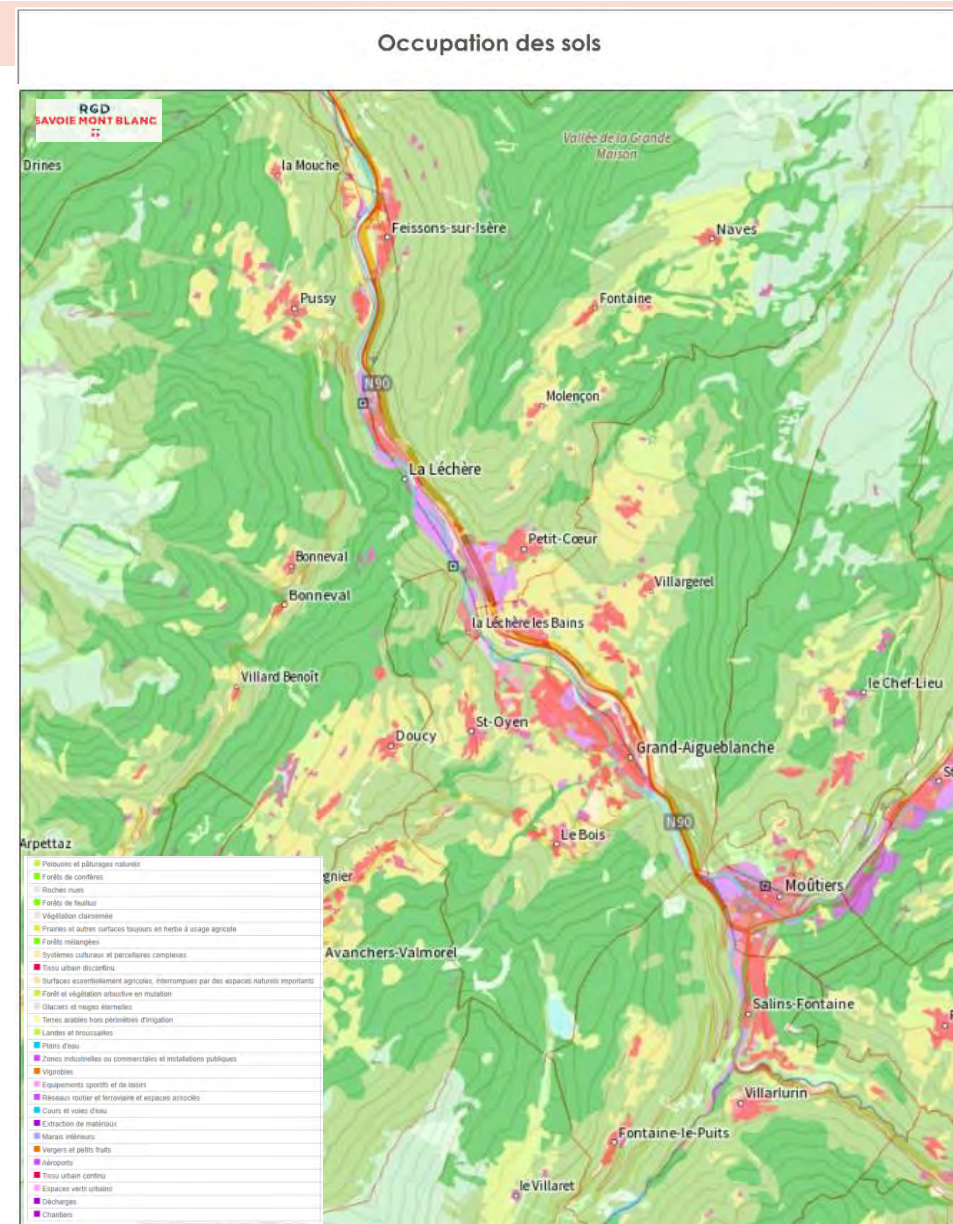 Occupation des sols
RGD
SAVOIE MONT BLANC
Vallée de la Grande
Maison
Drines
la Mouche
Feissons-sur-Isère
Naves
Pussy
Fontaine
N90
Molençon
La Léchère
Petit-Cœur
Bonneval
Villargerel
Bonneval
la Léchère les Bains
Villard Benoît
le Chef-Lieu
St-Oyen
Doucy
Grand-Aigueblanche
St
N90
Le Bois
Arpettaz
gnier
Moûtiers
Avanchers-Valmorel
Salins-Fontaine
Villarlurin
Fontaine-le-Puits
le Villaret
Pelouses et pâturages naturels
Forêts de conifères
Roches nues
Forêts de feuillus
Végétation clairsemée
Prairies et autres surfaces toujours en herbe à usage agricole
Forêts mélangées
Systèmes culturaux et parcellaires complexes
Tissu urbain discontinu
Surfaces essentiellement agricoles, interrompues par des espaces naturels importants
Forêt et végétation arbustive en mutation
Glaciers et neiges éternelles
Terres arables hors périmètres d'irrigation
Landes et broussailles
Plans d'eau
Zones industrielles ou commerciales et installations publiques
Vignobles
Equipements sportifs et de loisirs
Réseaux routier et ferroviaire et espaces associés
Cours et voies d'eau
Extraction de matériaux
Marais intérieurs
Vergers et petits fruits
Aéroports
Tissu urbain continu
Espaces verts urbains
Décharges
Chantiers